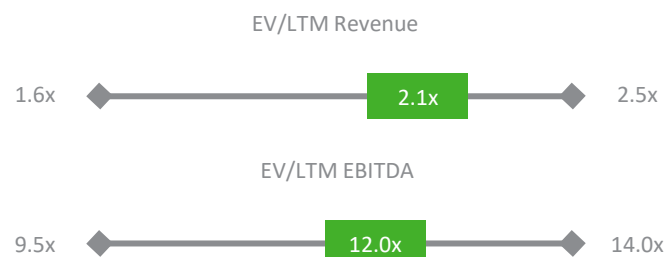 EV/LTM Revenue
1.6x 2.1x 2.5x
EV/LTM EBITDA
9.5x 12.0x 14.0x